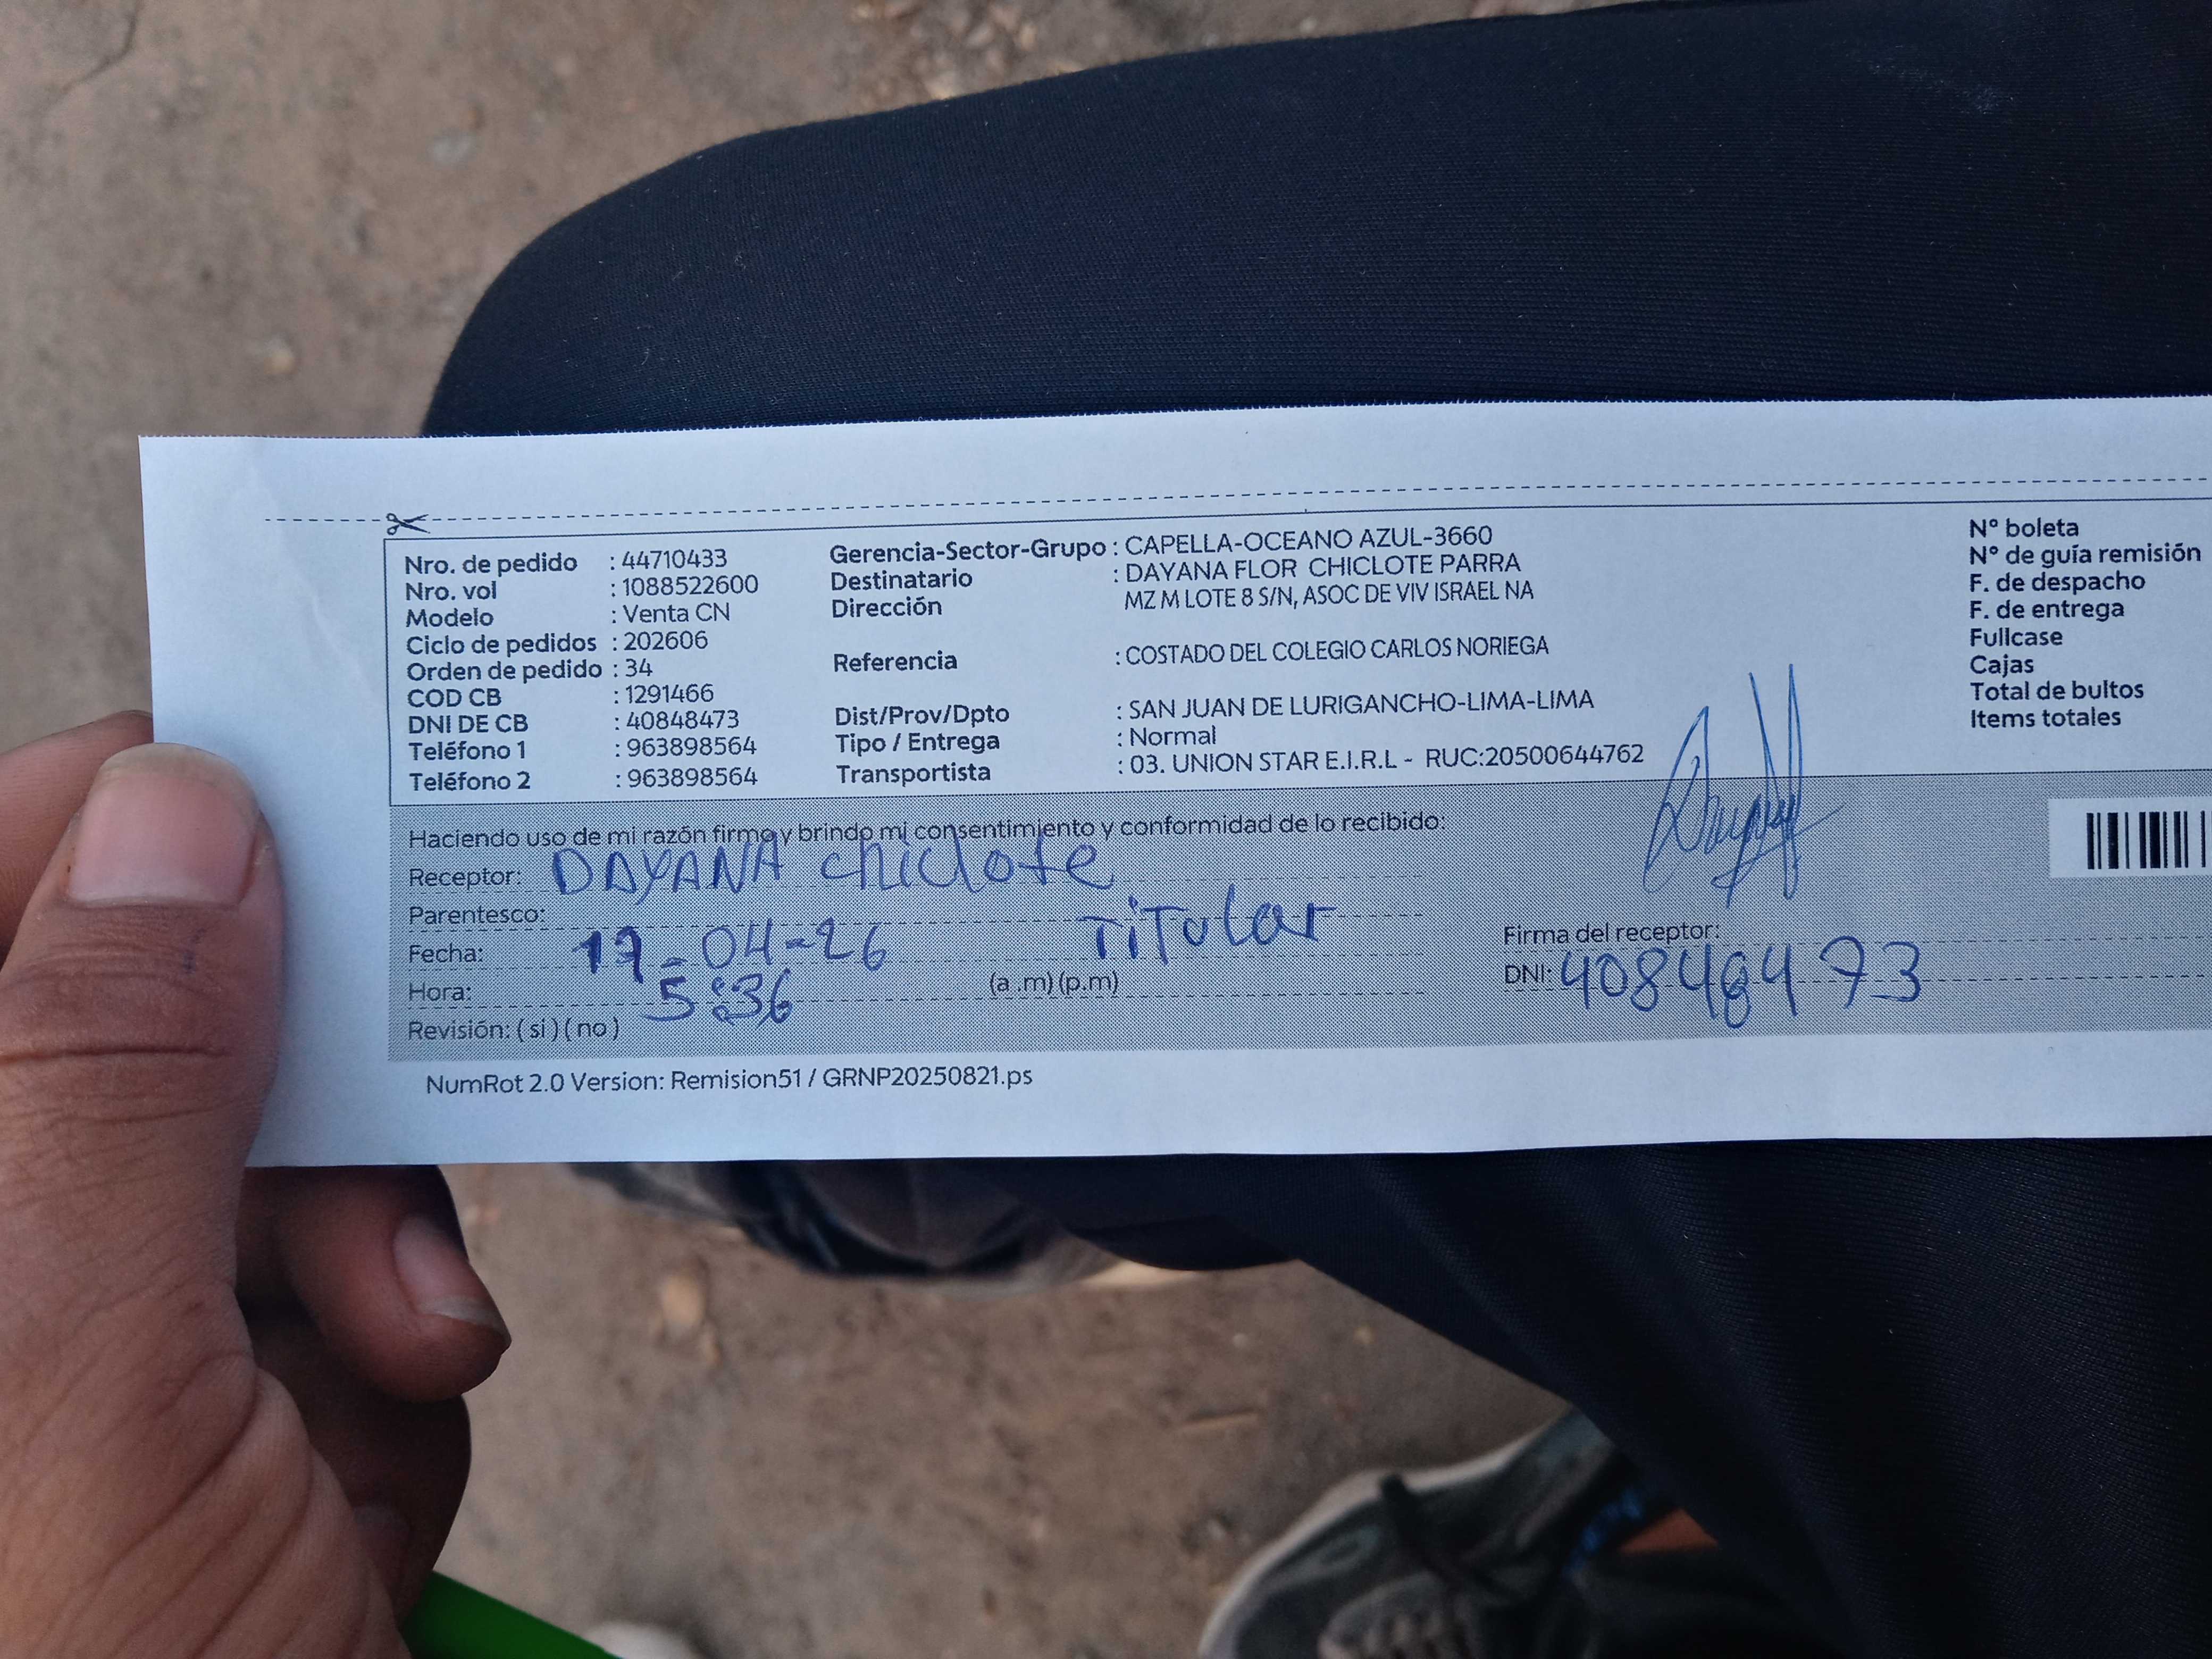 Nro. de pedido : 44710433
Nro. vol : 1088522600
Modelo : Venta CN
Ciclo de pedidos : 202606
Orden de pedido : 34
COD CB : 1291466
DNI DE CB : 40848473
Teléfono 1 : 963898564
Teléfono 2 : 963898564
Gerencia-Sector-Grupo : CAPELLA-OCEANO AZUL-3660
Destinatario : DAYANA FLOR CHICLOTE PARRA
Dirección MZ M LOTE 8 S/N, ASOC DE VIV ISRAEL NA
Referencia : COSTADO DEL COLEGIO CARLOS NORIEGA
Dist/Prov/Dpto : SAN JUAN DE LURIGANCHO-LIMA-LIMA
Tipo / Entrega : Normal
Transportista : 03. UNION STAR E.I.R.L - RUC:20500644762
N° boleta
N° de guía remisión
F. de despacho
F. de entrega
Fullcase
Cajas
Total de bultos
Items totales
Haciendo uso de mi razón firmo y brindo mi consentimiento y conformidad de lo recibido:
Receptor: DAYANA chiclote
Parentesco: TiTular
Fecha: 17-04-26
Hora: 5:36 (a .m) (p.m)
Revisión: ( si ) ( no )
Firma del receptor:
DNI: 40848473
NumRot 2.0 Version: Remision51 / GRNP20250821.ps